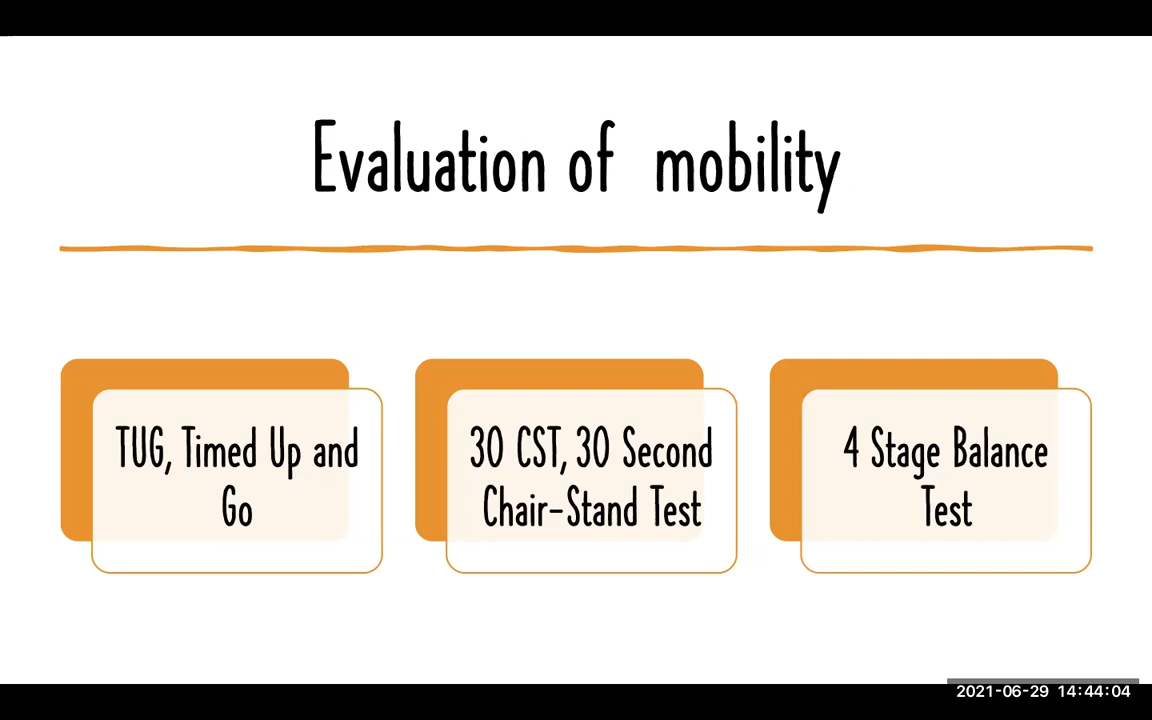 Evaluation of mobility
TUG, Timed Up and
Go
30 CST, 30 Second
Chair-Stand Test
4 Stage Balance
Test
2021-06-29 14:44:04